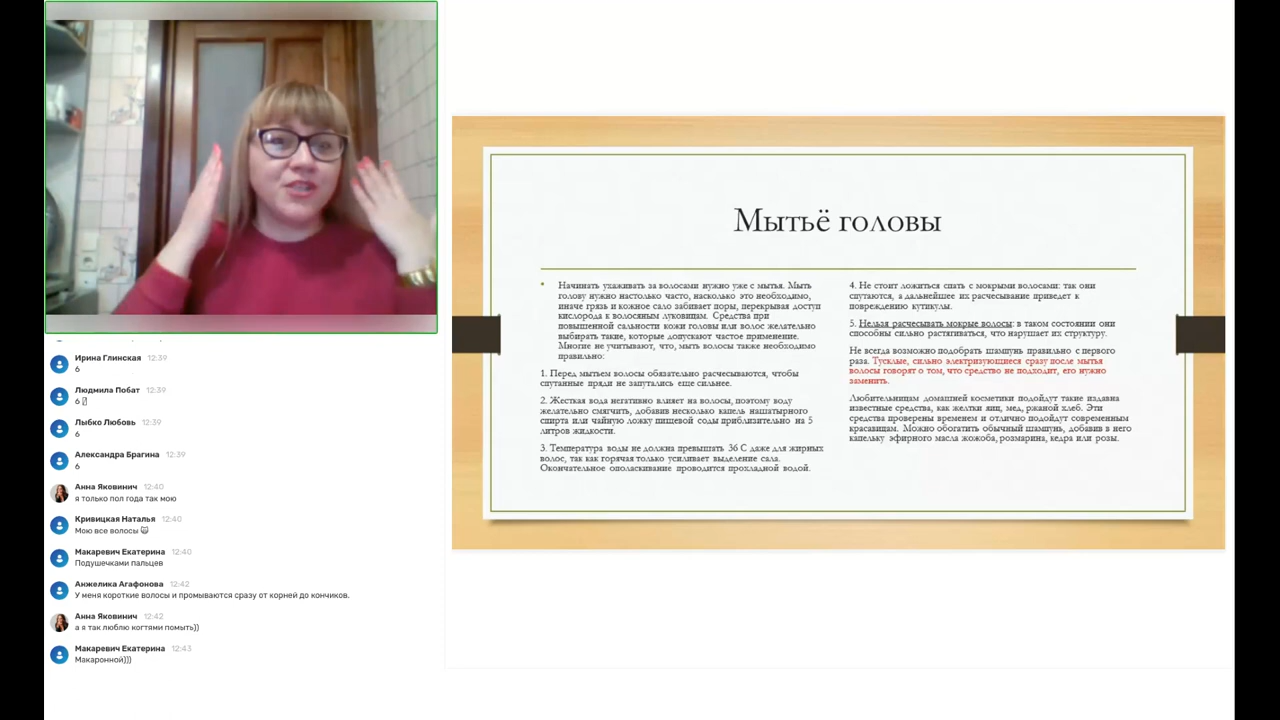 Ирина Глинская 12:39
6
Людмила Побат 12:39
6
Лыбко Любовь 12:39
6
Александра Брагина 12:39
6
Анна Яковинич 12:40
я только пол года так мою
Кривицкая Наталья 12:40
Мою все волосы 🙀
Макаревич Екатерина 12:40
Подушечками пальцев
Анжелика Агафонова 12:42
У меня короткие волосы и промываются сразу от корней до кончиков.
Анна Яковинич 12:42
а я так люблю когтями помыть))
Макаревич Екатерина 12:43
Макаронной)))
Мытьё головы
Начинать ухаживать за волосами нужно уже с мытья. Мыть
голову нужно настолько часто, насколько это необходимо,
иначе грязь и кожное сало забивает поры, перекрывая доступ
кислорода к волосяным луковицам. Средства при
повышенной сальности кожи головы или волос желательно
выбирать такие, которые допускают частое применение.
Многие не учитывают, что, мыть волосы также необходимо
правильно:
1. Перед мытьем волосы обязательно расчесываются, чтобы
спутанные пряди не запутались еще сильнее.
2. Жесткая вода негативно влияет на волосы, поэтому воду
желательно смягчить, добавив несколько капель нашатырного
спирта или чайную ложку пищевой соды приблизительно на 5
литров жидкости.
3. Температура воды не должна превышать 36 С даже для жирных
волос, так как горячая только усиливает выделение сала.
Окончательное ополаскивание проводится прохладной водой.
4. Не стоит ложиться спать с мокрыми волосами: так они
спутаются, а дальнейшее их расчесывание приведет к
повреждению кутикулы.
5. Нельзя расчесывать мокрые волосы: в таком состоянии они
способны сильно растягиваться, что нарушает их структуру.
Не всегда возможно подобрать шампунь правильно с первого
раза. Тусклые, сильно электризующиеся сразу после мытья
волосы говорят о том, что средство не подходит, его нужно
заменить.
Любительницам домашней косметики подойдут такие издавна
известные средства, как желтки яиц, мед, ржаной хлеб. Эти
средства проверены временем и отлично подойдут современным
красавицам. Можно обогатить обычный шампунь, добавив в него
капельку эфирного масла жожоба, розмарина, кедра или розы.